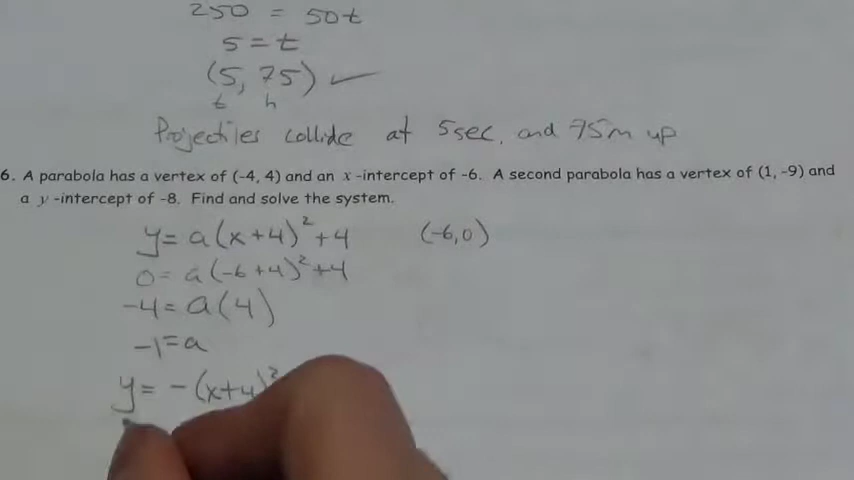 250 = 50t
5 = t
(5, 75) ✓
t h
Projectiles collide at 5sec. and 75m up
6. A parabola has a vertex of (-4, 4) and an x -intercept of -6. A second parabola has a vertex of (1, -9) and
a y -intercept of -8. Find and solve the system.
y = a(x+4)² + 4 (-6,0)
0 = a(-6+4)² + 4
-4 = a(4)
-1 = a
y = -(x+4)²